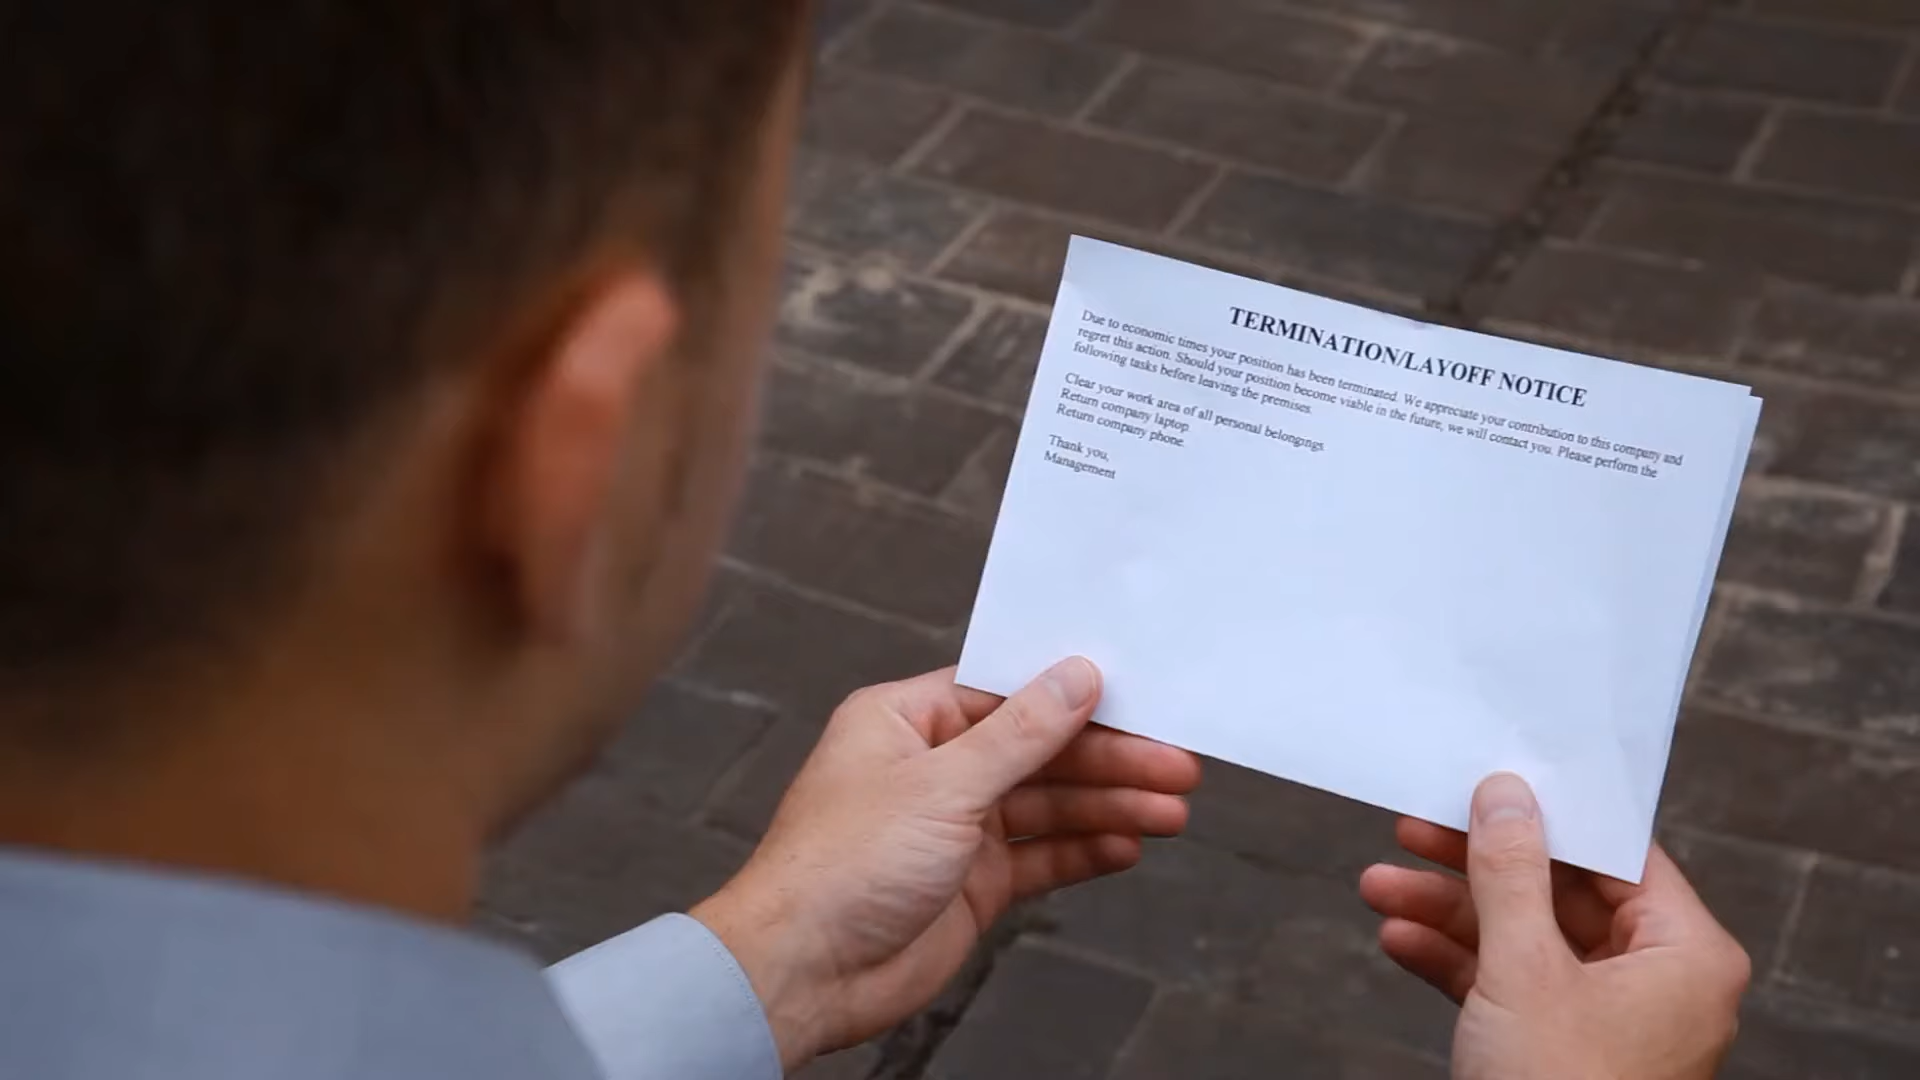 TERMINATION/LAYOFF NOTICE
Due to economic times your position has been terminated. We appreciate your contribution to this company and
regret this action. Should your position become viable in the future, we will contact you. Please perform the
following tasks before leaving the premises.
Clear your work area of all personal belongings.
Return company laptop.
Return company phone.
Thank you,
Management